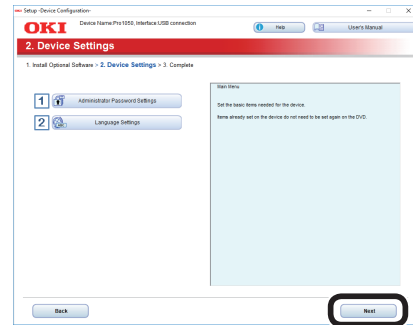 OKI Setup -Device Configuration-
OKI
Device Name:Pro1050, Interface:USB connection
Help
User's Manual
2. Device Settings
1. Install Optional Software > 2. Device Settings > 3. Complete
1 Administrator Password Settings
2 Language Settings
Main Menu
Set the basic items needed for the device.
Items already set on the device do not need to be set again on the DVD.
Back
Next